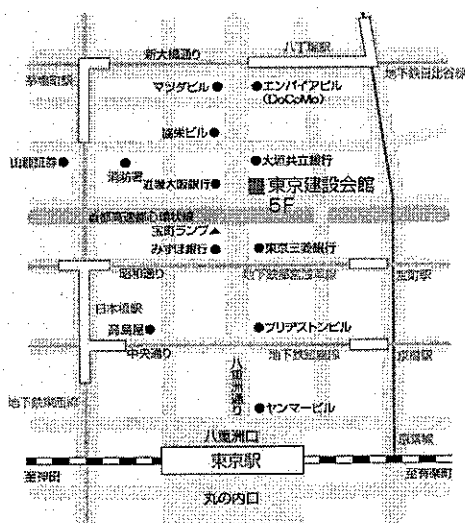 新大橋通り
八丁堀駅
茅場町駅
地下鉄日比谷線
マツダビル
エンパイアビル
(DoCoMo)
協栄ビル
山種証券
消防署
大垣共立銀行
近畿大阪銀行
東京建設会館
5F
首都高速都心環状線
宝町ランプ
みずほ銀行
東京三菱銀行
昭和通り
地下鉄都営浅草線
宝町駅
日本橋駅
高島屋
ブリヂストンビル
中央通り
地下鉄銀座線
京橋駅
地下鉄東西線
八重洲通り
ヤンマービル
八重洲口
京葉線
東京駅
至神田
至有楽町
丸の内口